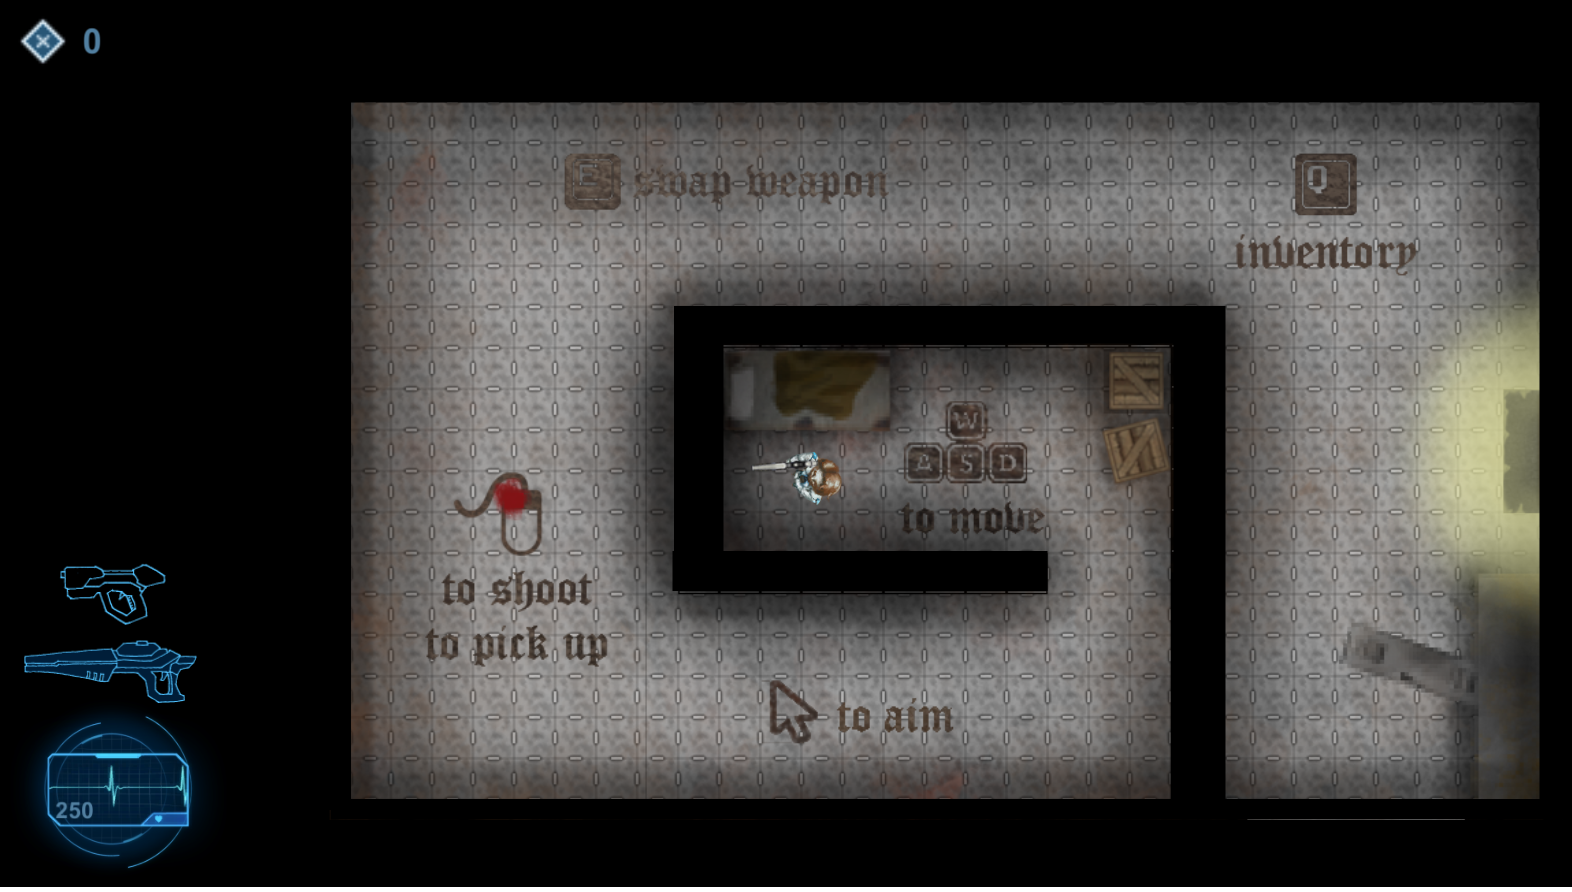 0
E swap weapon
Q
inventory
W
A S D
to move
to shoot
to pick up
to aim
250